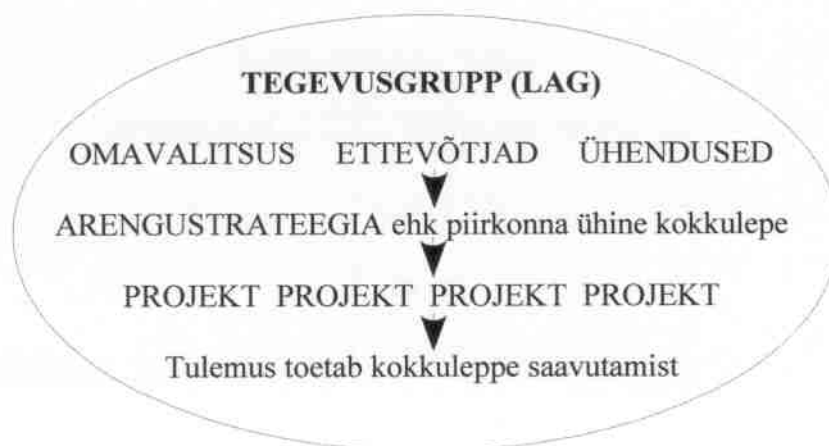 TEGEVUSGRUPP (LAG)
OMAVALITSUS ETTEVÕTJAD ÜHENDUSED
ARENGUSTRATEEGIA ehk piirkonna ühine kokkulepe
PROJEKT PROJEKT PROJEKT PROJEKT
Tulemus toetab kokkuleppe saavutamist